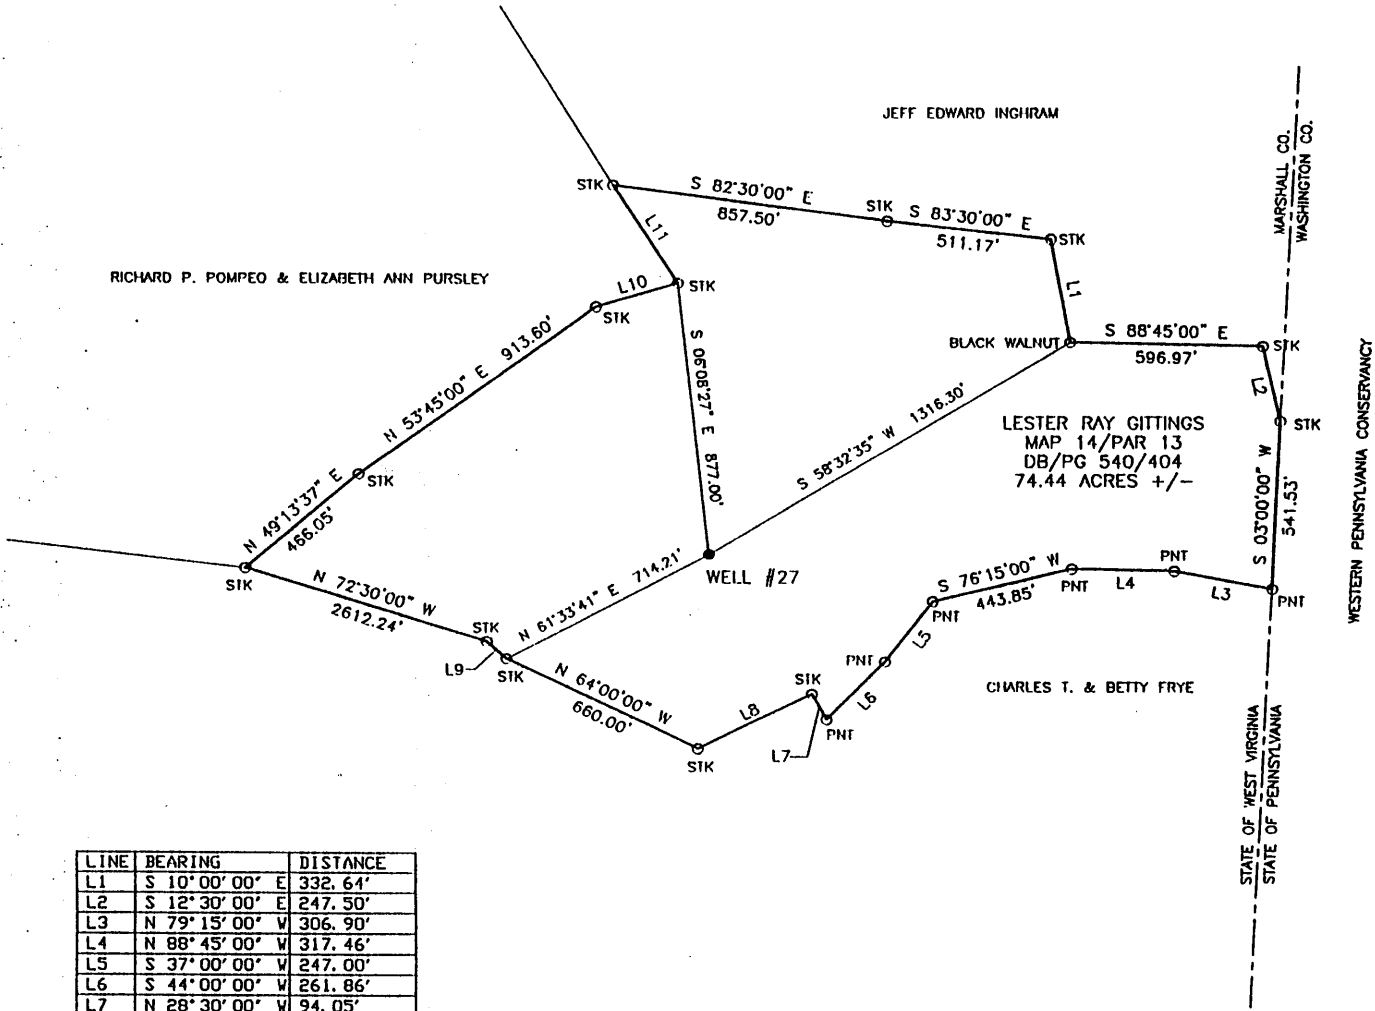 JEFF EDWARD INGHRAM
MARSHALL CO.
WASHINGTON CO.
STK
S 82°30'00" E
857.50'
STK
S 83°30'00" E
511.17'
STK
L11
RICHARD P. POMPEO & ELIZABETH ANN PURSLEY
L10
STK
STK
L1
N 53°45'00" E 913.60'
S 06°08'27" E 877.00'
BLACK WALNUT
S 88°45'00" E
596.97'
STK
L2
STK
WESTERN PENNSYLVANIA CONSERVANCY
S 58°32'35" W 1316.30'
LESTER RAY GITTINGS
MAP 14/PAR 13
DB/PG 540/404
74.44 ACRES +/-
S 03°00'00" W
541.53'
STK
N 49°13'37" E
466.05'
STK
N 72°30'00" W
2612.24'
WELL #27
N 61°33'41" E 714.21'
S 76°15'00" W
443.85'
PNT
PNT
L4
PNT
L3
PNT
L5
PNT
L6
PNT
STK
L9
STK
N 64°00'00" W
660.00'
STK
L8
STK
L7
CHARLES T. & BETTY FRYE
STATE OF WEST VIRGINIA
STATE OF PENNSYLVANIA
LINE BEARING DISTANCE
L1 S 10°00'00" E 332.64'
L2 S 12°30'00" E 247.50'
L3 N 79°15'00" W 306.90'
L4 N 88°45'00" W 317.46'
L5 S 37°00'00" W 247.00'
L6 S 44°00'00" W 261.86'
L7 N 28°30'00" W 94.05'